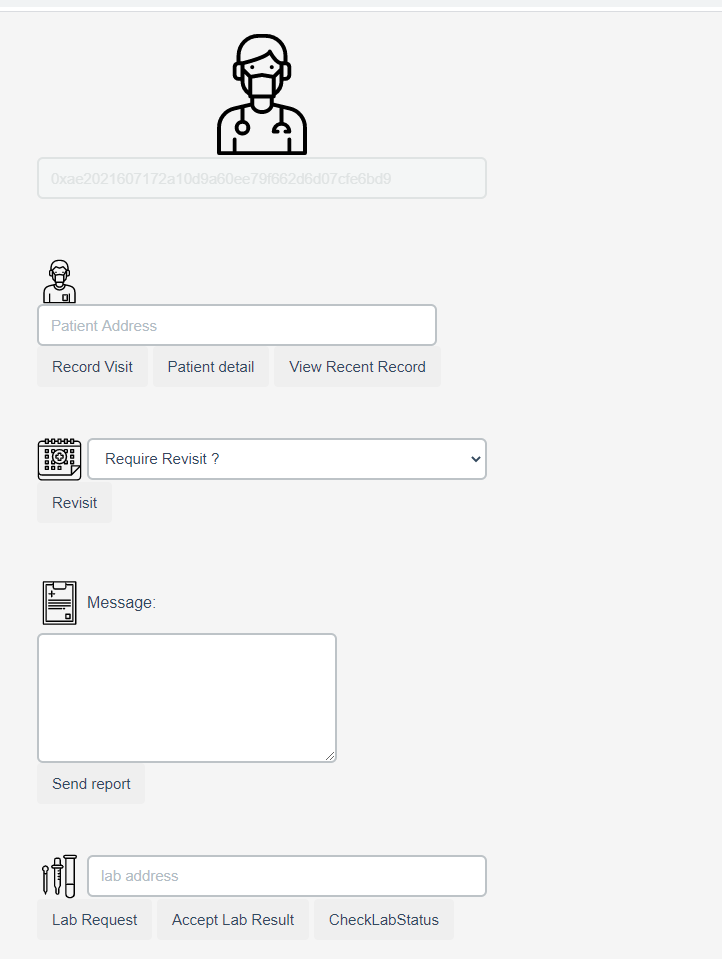 0xae2021607172a10d9a60ee79f662d6d07cfe6bd9
Patient Address
Record Visit Patient detail View Recent Record
Require Revisit ?
Revisit
Message:
Send report
lab address
Lab Request Accept Lab Result CheckLabStatus